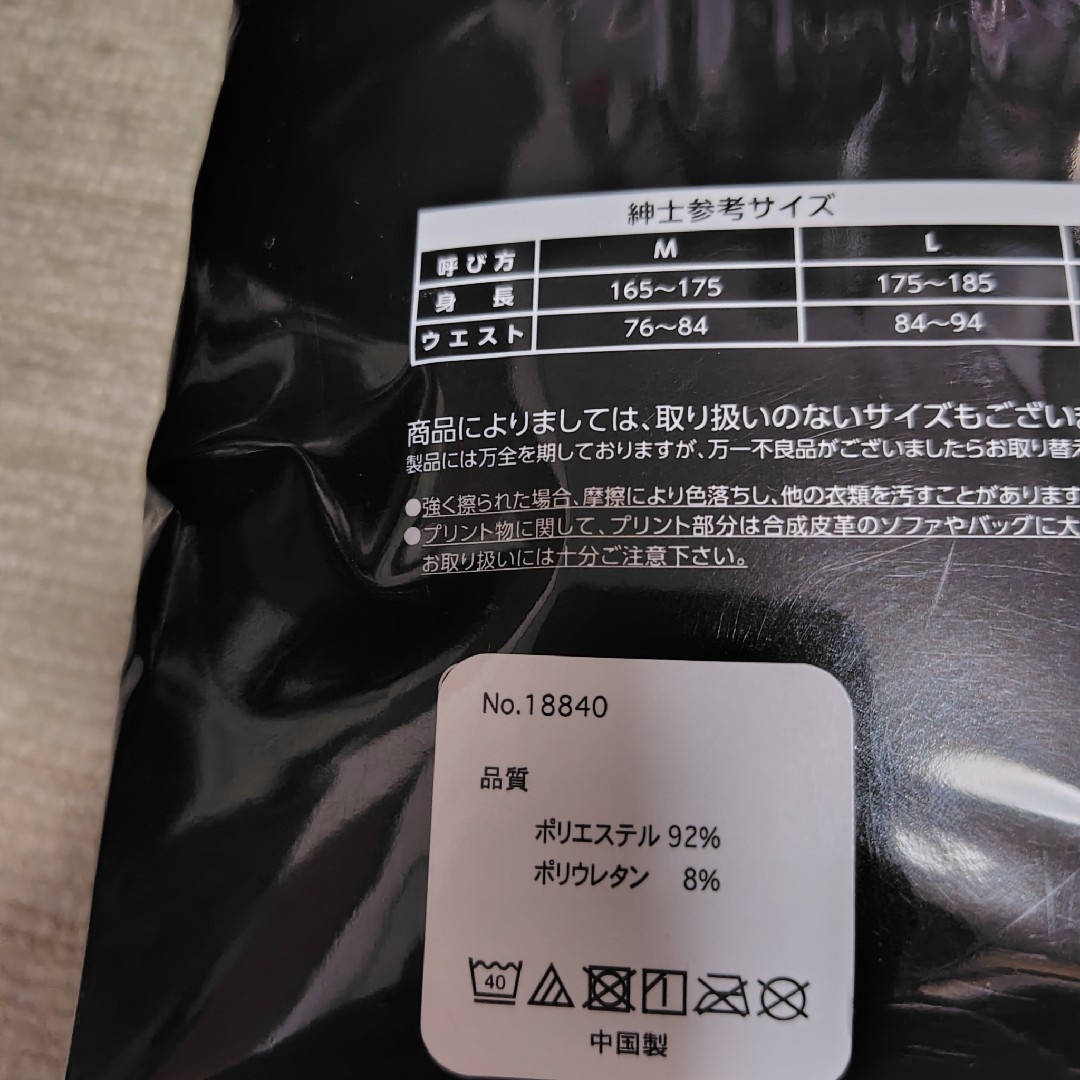 紳士参考サイズ
呼び方 M L
身長 165～175 175～185
ウエスト 76～84 84～94
商品によりましては、取り扱いのないサイズもござい
製品には万全を期しておりますが、万一不良品がございましたらお取り替
●強く擦られた場合、摩擦により色落ちし、他の衣類を汚すことがあります
●プリント物に関して、プリント部分は合成皮革のソファやバッグに大
お取り扱いには十分ご注意下さい。
No.18840
品質
ポリエステル 92%
ポリウレタン 8%
40
中国製